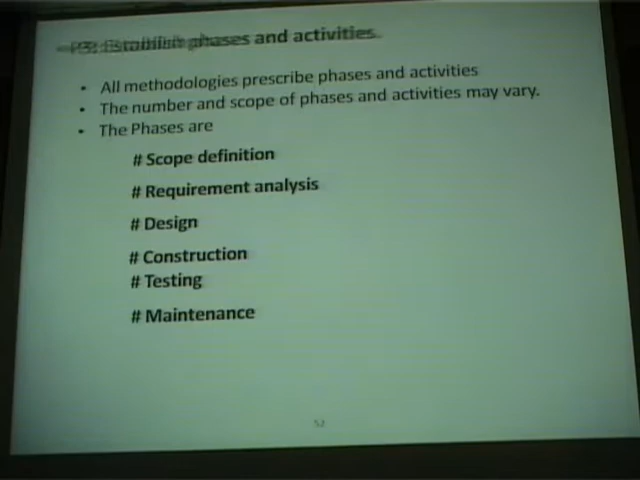 phases and activities.
• All methodologies prescribe phases and activities
• The number and scope of phases and activities may vary.
• The Phases are
# Scope definition
# Requirement analysis
# Design
# Construction
# Testing
# Maintenance